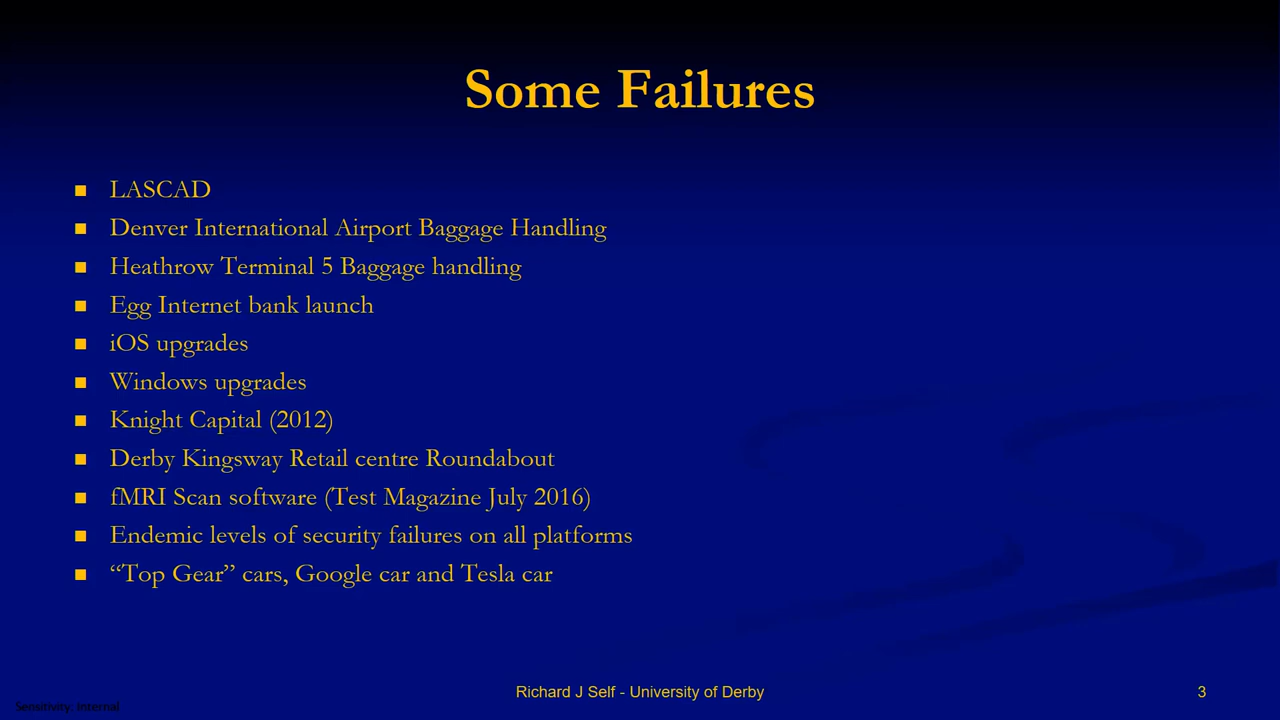 Some Failures
LASCAD
Denver International Airport Baggage Handling
Heathrow Terminal 5 Baggage handling
Egg Internet bank launch
iOS upgrades
Windows upgrades
Knight Capital (2012)
Derby Kingsway Retail centre Roundabout
fMRI Scan software (Test Magazine July 2016)
Endemic levels of security failures on all platforms
“Top Gear” cars, Google car and Tesla car
Richard J Self - University of Derby
3
Sensitivity: Internal